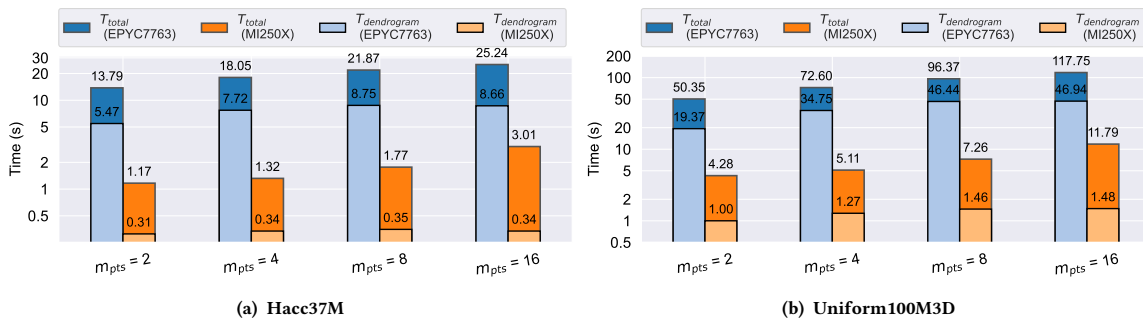 T_total (EPYC7763)
T_total (MI250X)
T_dendrogram (EPYC7763)
T_dendrogram (MI250X)
Time (s)
30
20
10
5
2
1
0.5
13.79
5.47
1.17
0.31
18.05
7.72
1.32
0.34
21.87
8.75
1.77
0.35
25.24
8.66
3.01
0.34
m_pts = 2
m_pts = 4
m_pts = 8
m_pts = 16
(a) Hacc37M
T_total (EPYC7763)
T_total (MI250X)
T_dendrogram (EPYC7763)
T_dendrogram (MI250X)
Time (s)
200
100
50
20
10
5
2
1
0.5
50.35
19.37
4.28
1.00
72.60
34.75
5.11
1.27
96.37
46.44
7.26
1.46
117.75
46.94
11.79
1.48
m_pts = 2
m_pts = 4
m_pts = 8
m_pts = 16
(b) Uniform100M3D